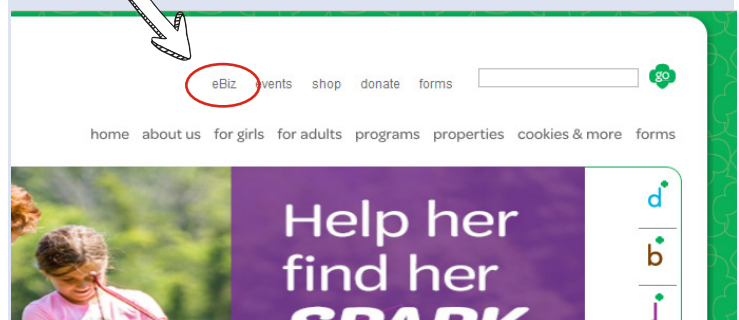 eBiz events shop donate forms
go
home about us for girls for adults programs properties cookies & more forms
Help her
find her
SPARK
d
b
j